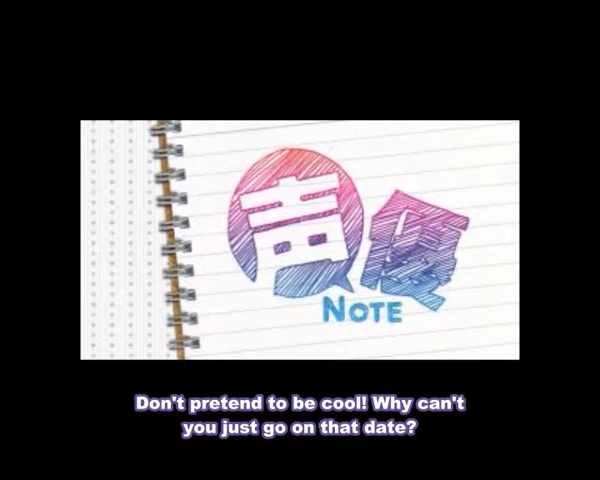 声優
NOTE
Don't pretend to be cool! Why can't
you just go on that date?